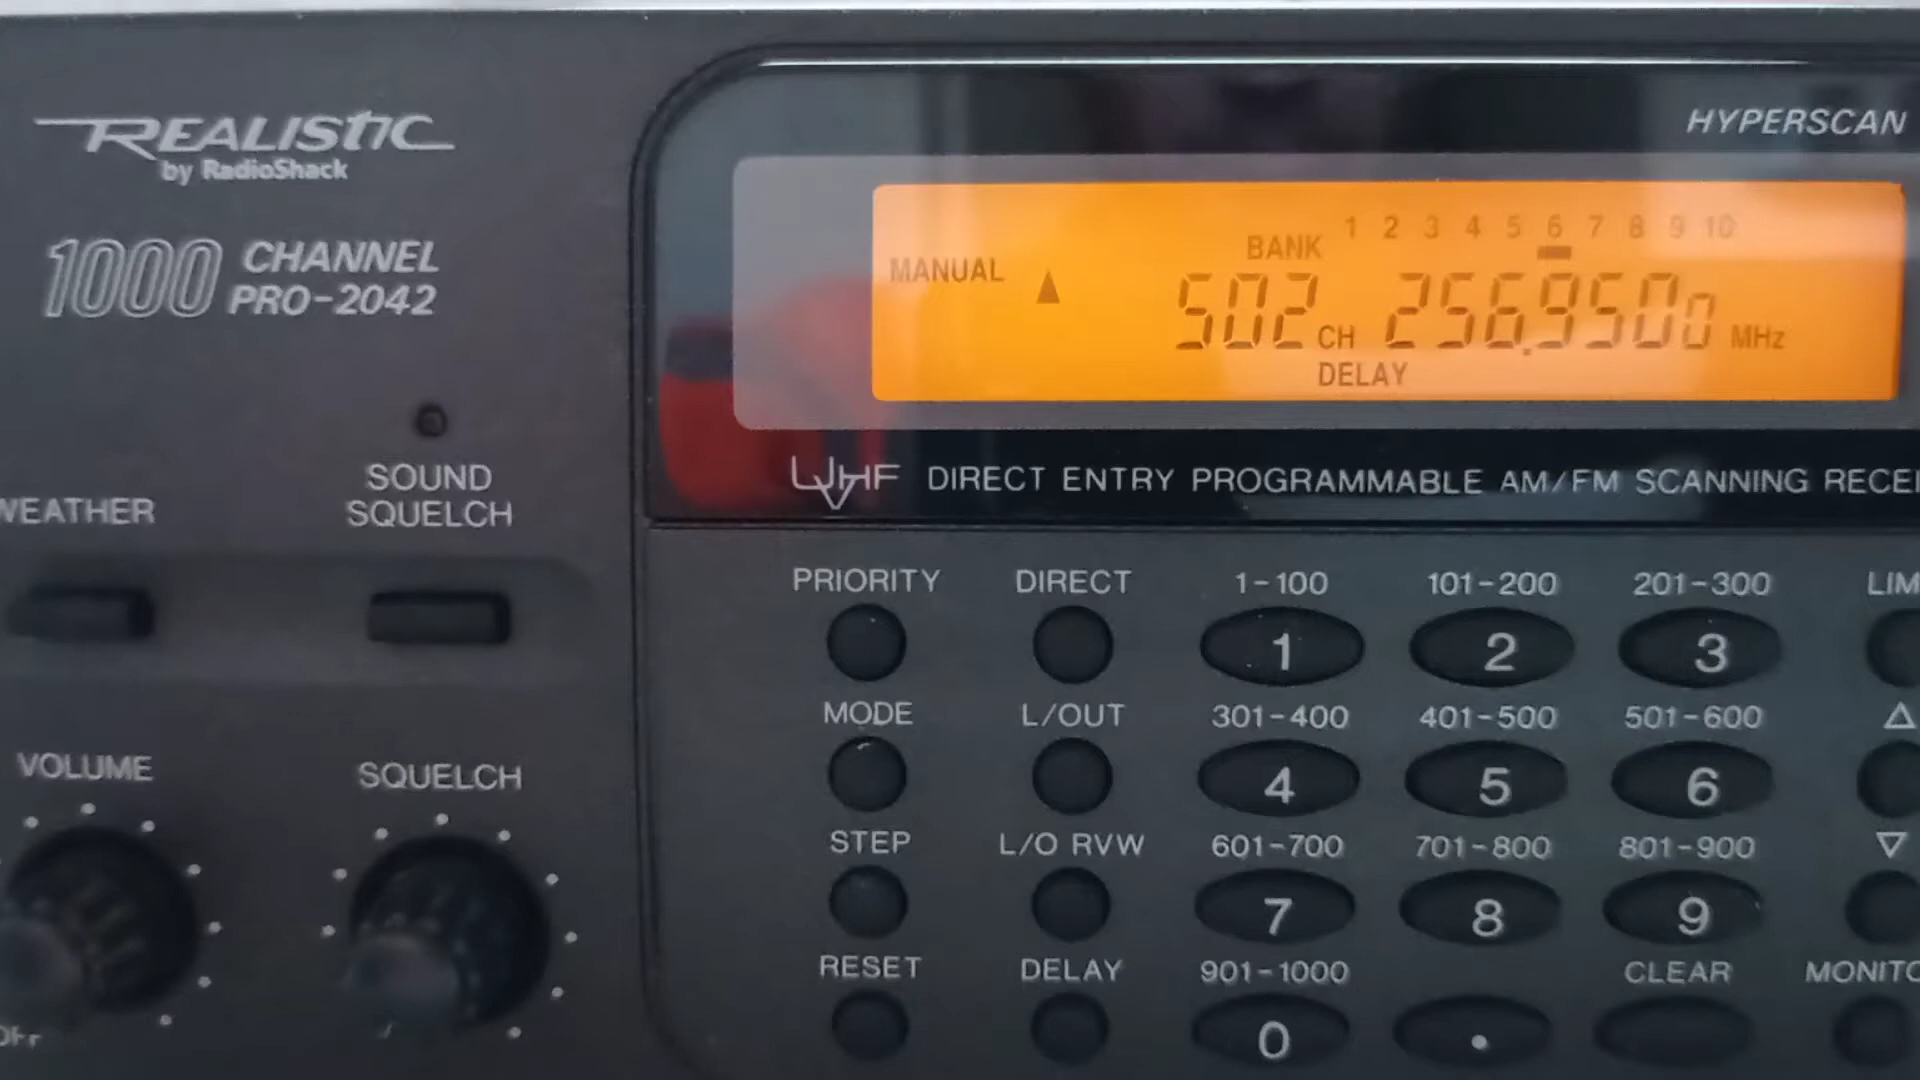 REALISTIC
by RadioShack
1000 CHANNEL
PRO-2042
HYPERSCAN
1 2 3 4 5 6 7 8 9 10
BANK
MANUAL
502 CH 256.9500 MHz
DELAY
UVHF DIRECT ENTRY PROGRAMMABLE AM/FM SCANNING RECEI
WEATHER
SOUND
SQUELCH
VOLUME
SQUELCH
OFF
PRIORITY DIRECT 1-100 101-200 201-300 LIM
1 2 3
MODE L/OUT 301-400 401-500 501-600 △
4 5 6
STEP L/O RVW 601-700 701-800 801-900 ▽
7 8 9
RESET DELAY 901-1000 CLEAR MONITO
0 .